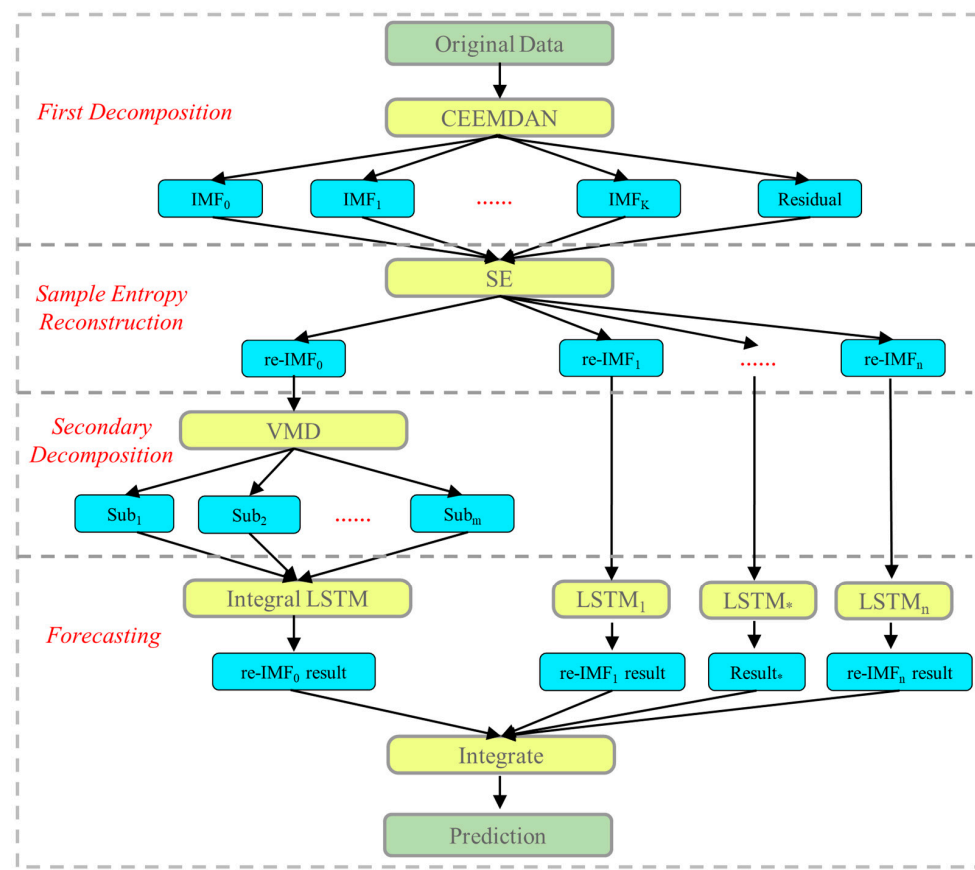 Original Data
First Decomposition
CEEMDAN
IMF₀
IMF₁
......
IMF_K
Residual
SE
Sample Entropy
Reconstruction
re-IMF₀
re-IMF₁
......
re-IMFₙ
Secondary
Decomposition
VMD
Sub₁
Sub₂
......
Subₘ
Integral LSTM
LSTM₁
LSTM*
LSTMₙ
Forecasting
re-IMF₀ result
re-IMF₁ result
Result*
re-IMFₙ result
Integrate
Prediction